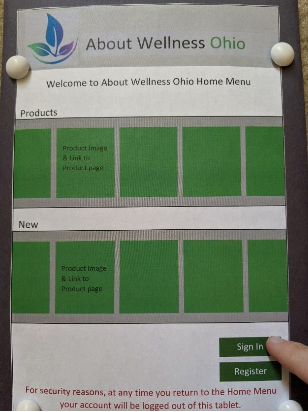 About Wellness Ohio
Welcome to About Wellness Ohio Home Menu
Products
Product Image
& Link to
Product page
New
Product Image
& Link to
Product page
Sign In
Register
For security reasons, at any time you return to the Home Menu
your account will be logged out of this tablet.